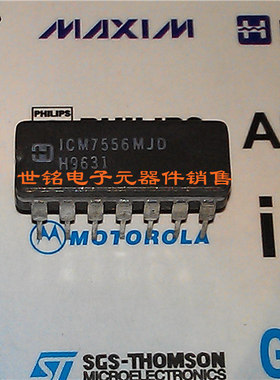 MAXIM
PHILIPS
ICM7556MJD
H9631
世铭电子元器件销售
MOTOROLA
SGS-THOMSON
MICROELECTRONICS